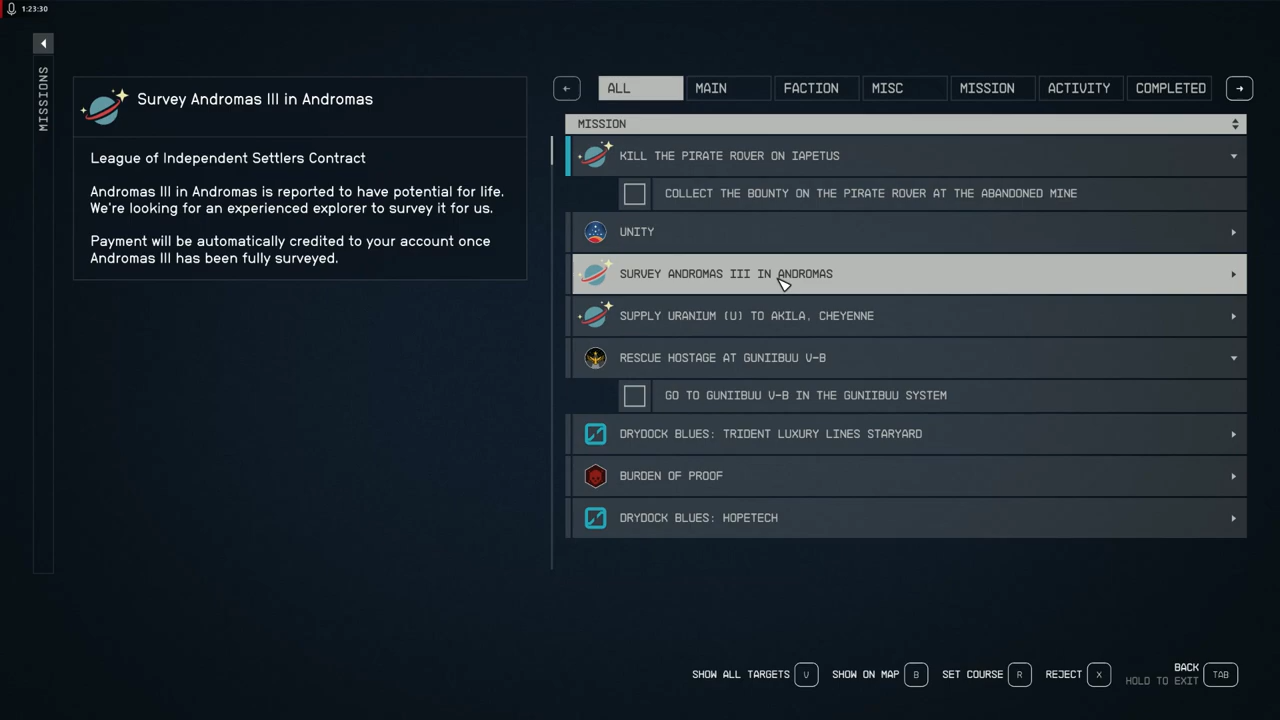 1:23:30
MISSIONS
Survey Andromas III in Andromas
League of Independent Settlers Contract
Andromas III in Andromas is reported to have potential for life.
We're looking for an experienced explorer to survey it for us.
Payment will be automatically credited to your account once
Andromas III has been fully surveyed.
ALL MAIN FACTION MISC MISSION ACTIVITY COMPLETED
MISSION
KILL THE PIRATE ROVER ON IAPETUS
COLLECT THE BOUNTY ON THE PIRATE ROVER AT THE ABANDONED MINE
UNITY
SURVEY ANDROMAS III IN ANDROMAS
SUPPLY URANIUM (U) TO AKILA, CHEYENNE
RESCUE HOSTAGE AT GUNIIBUU V-B
GO TO GUNIIBUU V-B IN THE GUNIIBUU SYSTEM
DRYDOCK BLUES: TRIDENT LUXURY LINES STARYARD
BURDEN OF PROOF
DRYDOCK BLUES: HOPETECH
SHOW ALL TARGETS V SHOW ON MAP B SET COURSE R REJECT X BACK
HOLD TO EXIT TAB